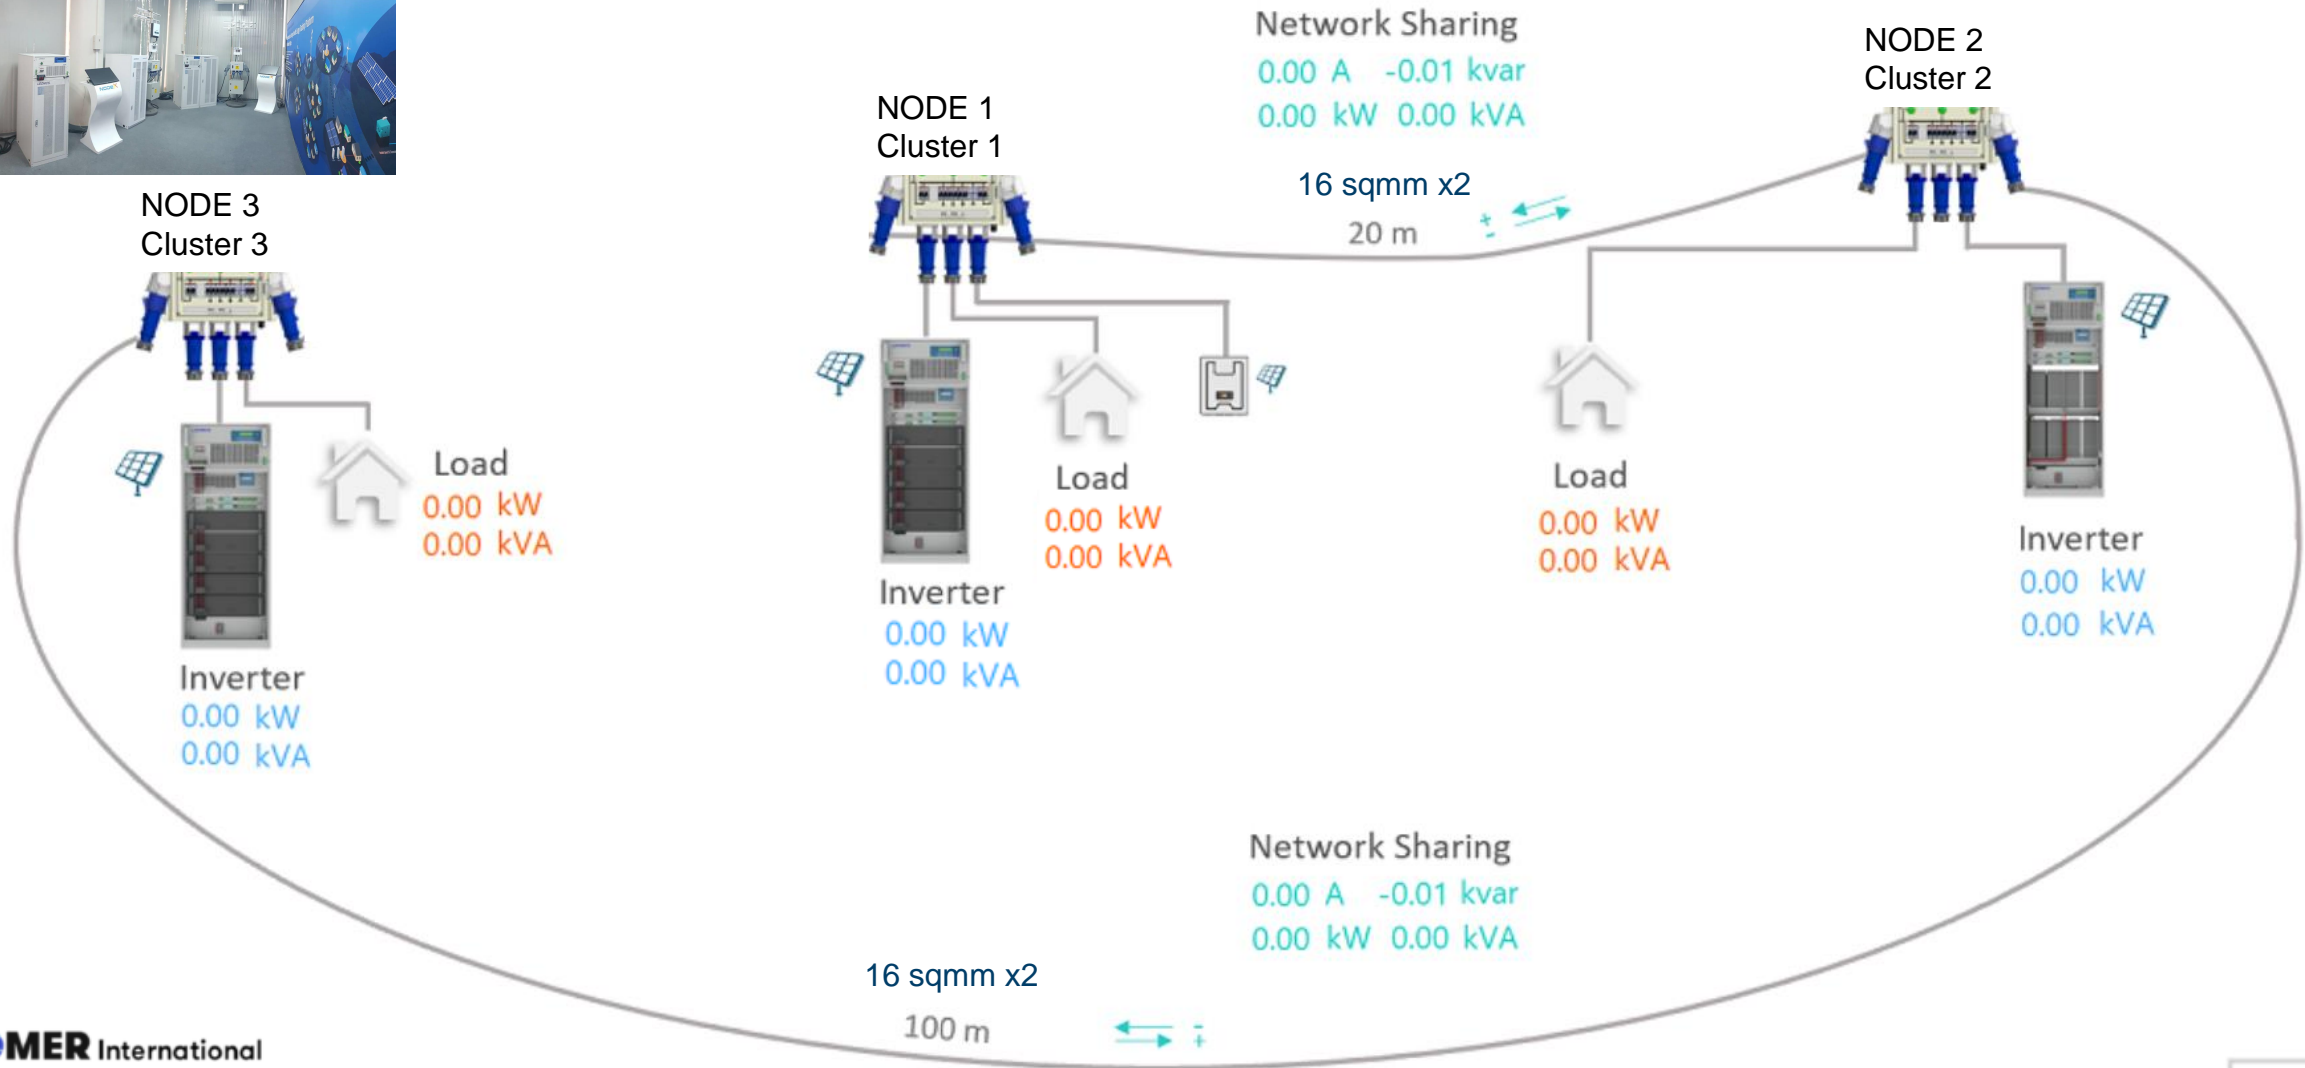 Network Sharing
0.00 A -0.01 kvar
0.00 kW 0.00 kVA
NODE 2
Cluster 2
NODE 1
Cluster 1
16 sqmm x2
20 m
+
-
NODE 3
Cluster 3
Load
0.00 kW
0.00 kVA
Load
0.00 kW
0.00 kVA
Load
0.00 kW
0.00 kVA
Inverter
0.00 kW
0.00 kVA
Inverter
0.00 kW
0.00 kVA
Inverter
0.00 kW
0.00 kVA
Network Sharing
0.00 A -0.01 kvar
0.00 kW 0.00 kVA
16 sqmm x2
100 m
-
+
MER International